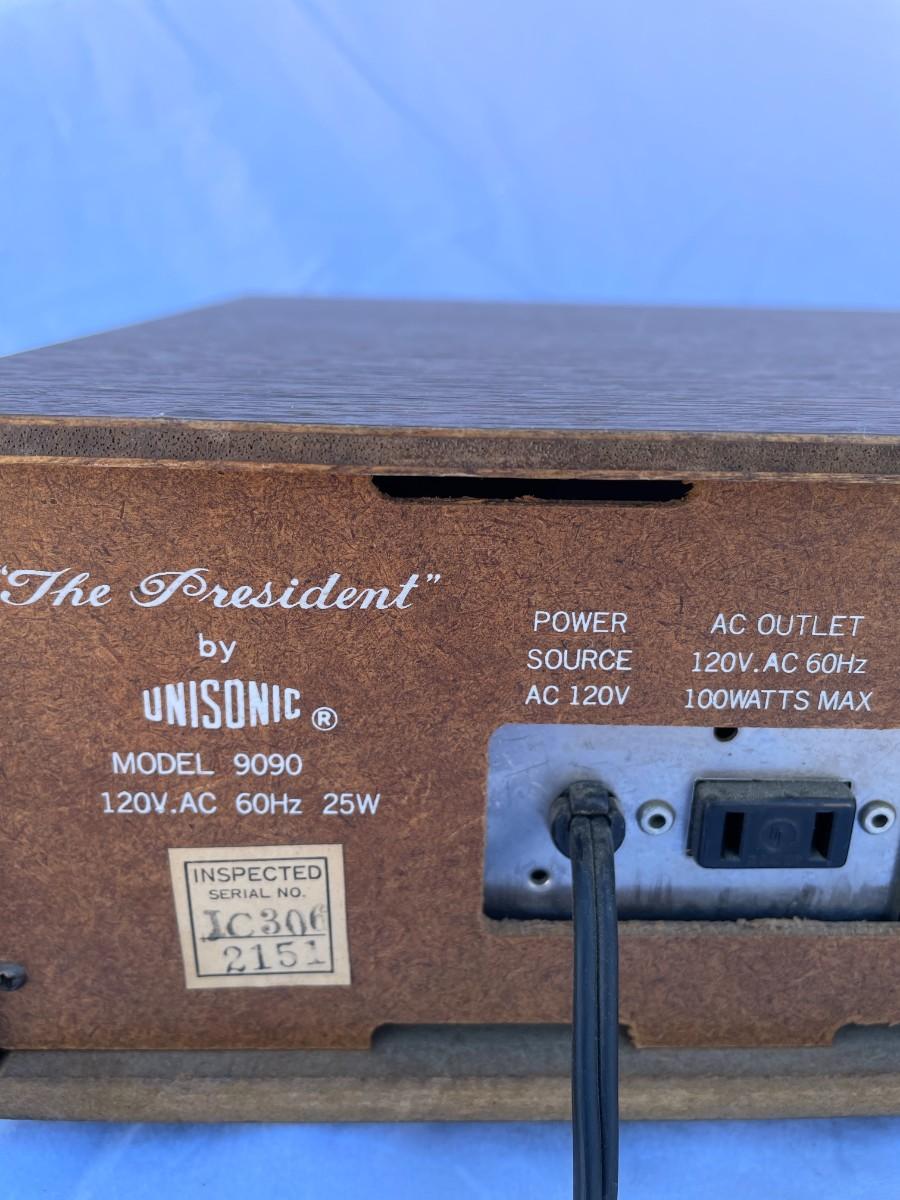 "The President"
by
UNISONIC ®
MODEL 9090
120V.AC 60Hz 25W
POWER
SOURCE
AC 120V
AC OUTLET
120V.AC 60Hz
100WATTS MAX
INSPECTED
SERIAL NO.
IC306
2151